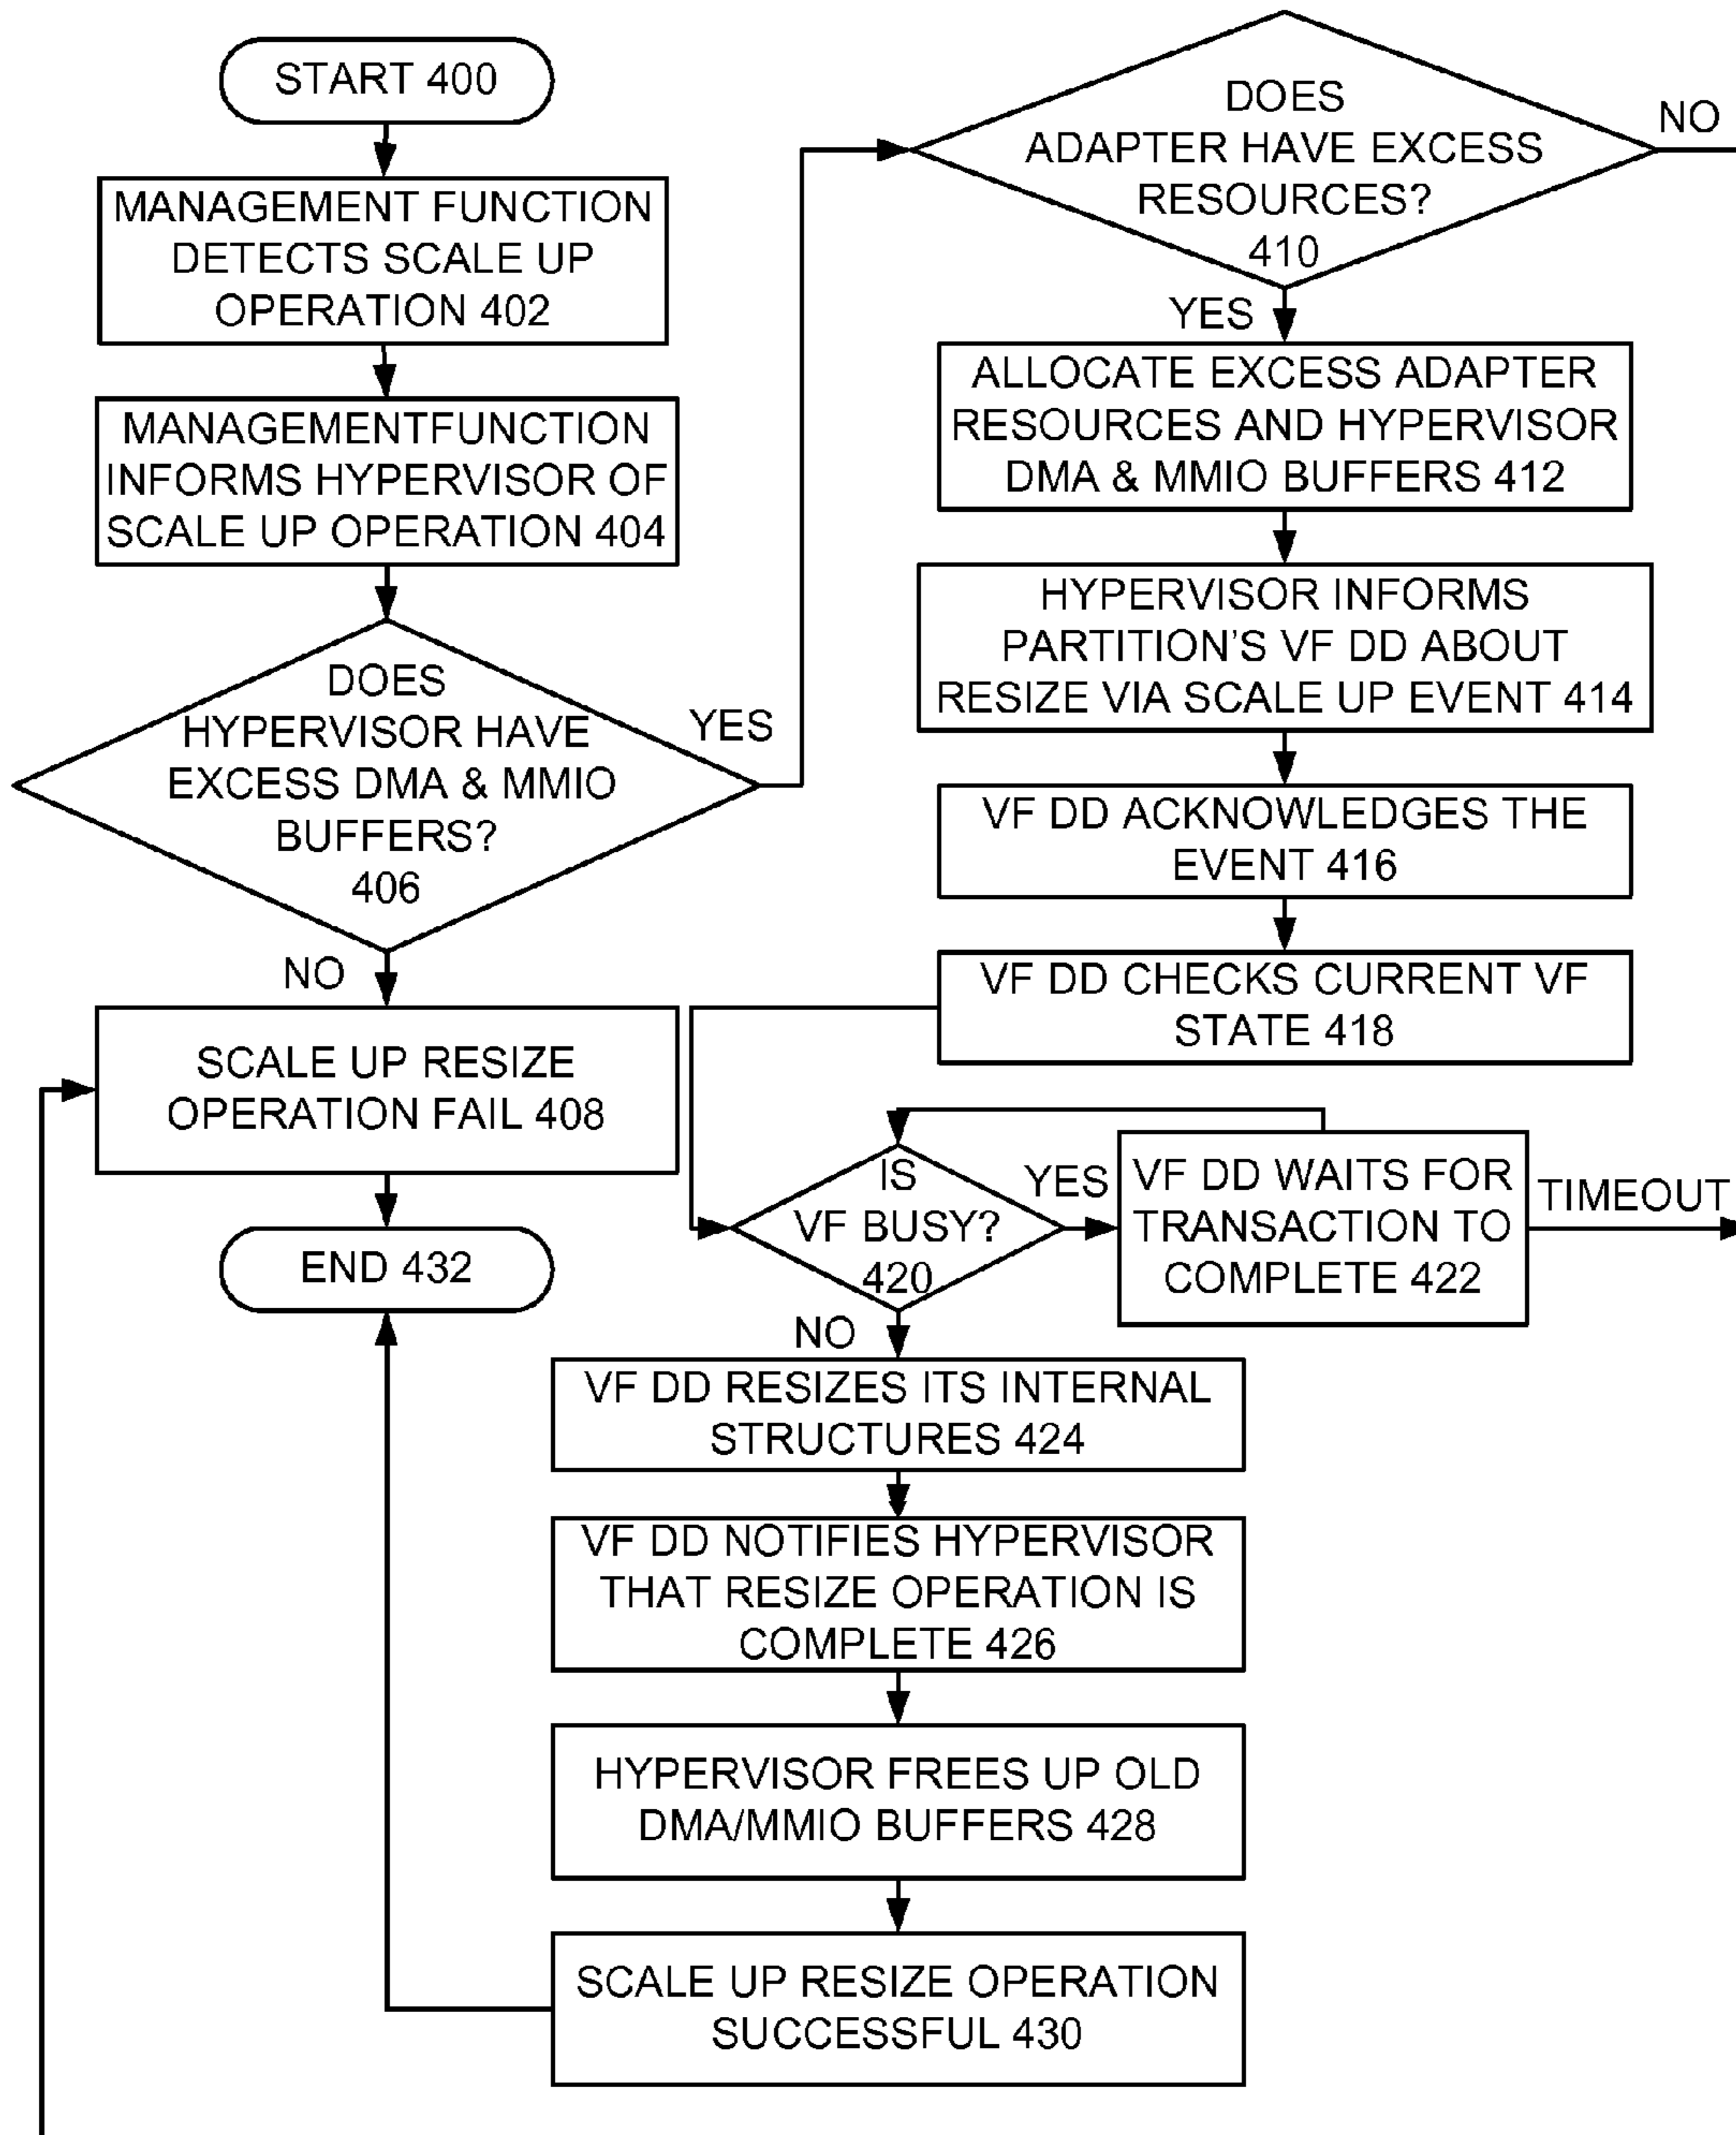 START 400
MANAGEMENT FUNCTION
DETECTS SCALE UP
OPERATION 402
MANAGEMENTFUNCTION
INFORMS HYPERVISOR OF
SCALE UP OPERATION 404
DOES
HYPERVISOR HAVE
EXCESS DMA & MMIO
BUFFERS?
406
YES
NO
SCALE UP RESIZE
OPERATION FAIL 408
END 432
DOES
ADAPTER HAVE EXCESS
RESOURCES?
410
NO
YES
ALLOCATE EXCESS ADAPTER
RESOURCES AND HYPERVISOR
DMA & MMIO BUFFERS 412
HYPERVISOR INFORMS
PARTITION'S VF DD ABOUT
RESIZE VIA SCALE UP EVENT 414
VF DD ACKNOWLEDGES THE
EVENT 416
VF DD CHECKS CURRENT VF
STATE 418
IS
VF BUSY?
420
YES
VF DD WAITS FOR
TRANSACTION TO
COMPLETE 422
TIMEOUT
NO
VF DD RESIZES ITS INTERNAL
STRUCTURES 424
VF DD NOTIFIES HYPERVISOR
THAT RESIZE OPERATION IS
COMPLETE 426
HYPERVISOR FREES UP OLD
DMA/MMIO BUFFERS 428
SCALE UP RESIZE OPERATION
SUCCESSFUL 430